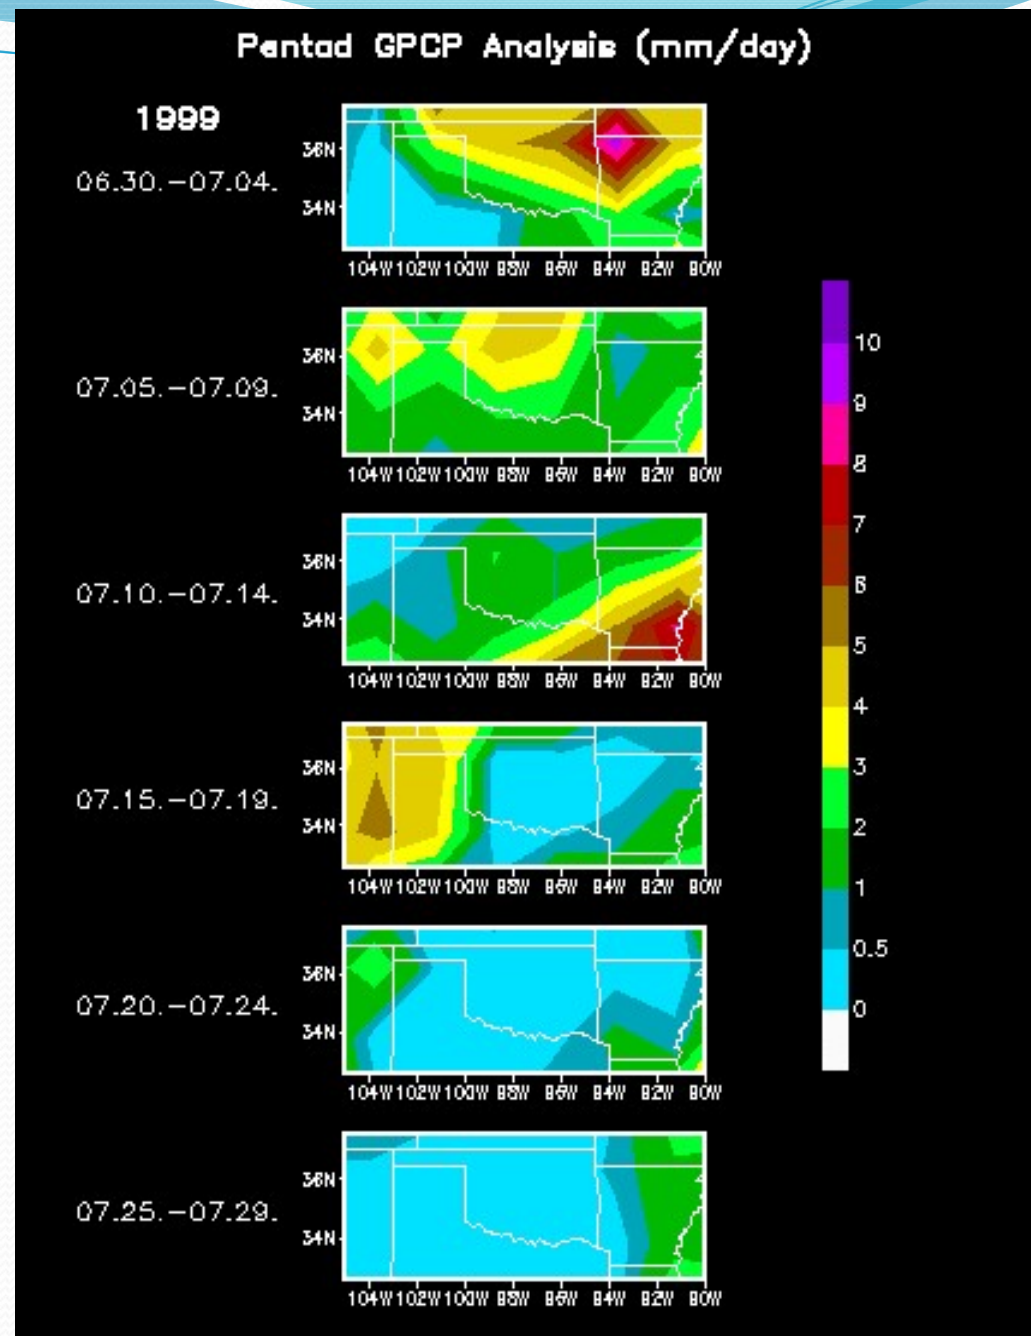 Pentad GPCP Analysis (mm/day)
1999
06.30.–07.04.
36N
34N
104W 102W 100W 98W 96W 94W 92W 90W
07.05.–07.09.
36N
34N
104W 102W 100W 98W 96W 94W 92W 90W
07.10.–07.14.
36N
34N
104W 102W 100W 98W 96W 94W 92W 90W
07.15.–07.19.
36N
34N
104W 102W 100W 98W 96W 94W 92W 90W
07.20.–07.24.
36N
34N
104W 102W 100W 98W 96W 94W 92W 90W
07.25.–07.29.
36N
34N
104W 102W 100W 98W 96W 94W 92W 90W
10
9
8
7
6
5
4
3
2
1
0.5
0